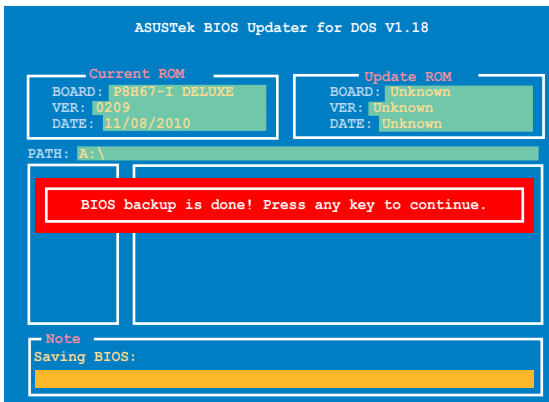 ASUSTek BIOS Updater for DOS V1.18
Current ROM
BOARD: P8H67-I DELUXE
VER: 0209
DATE: 11/08/2010
Update ROM
BOARD: Unknown
VER: Unknown
DATE: Unknown
PATH: A:\
BIOS backup is done! Press any key to continue.
Note
Saving BIOS: